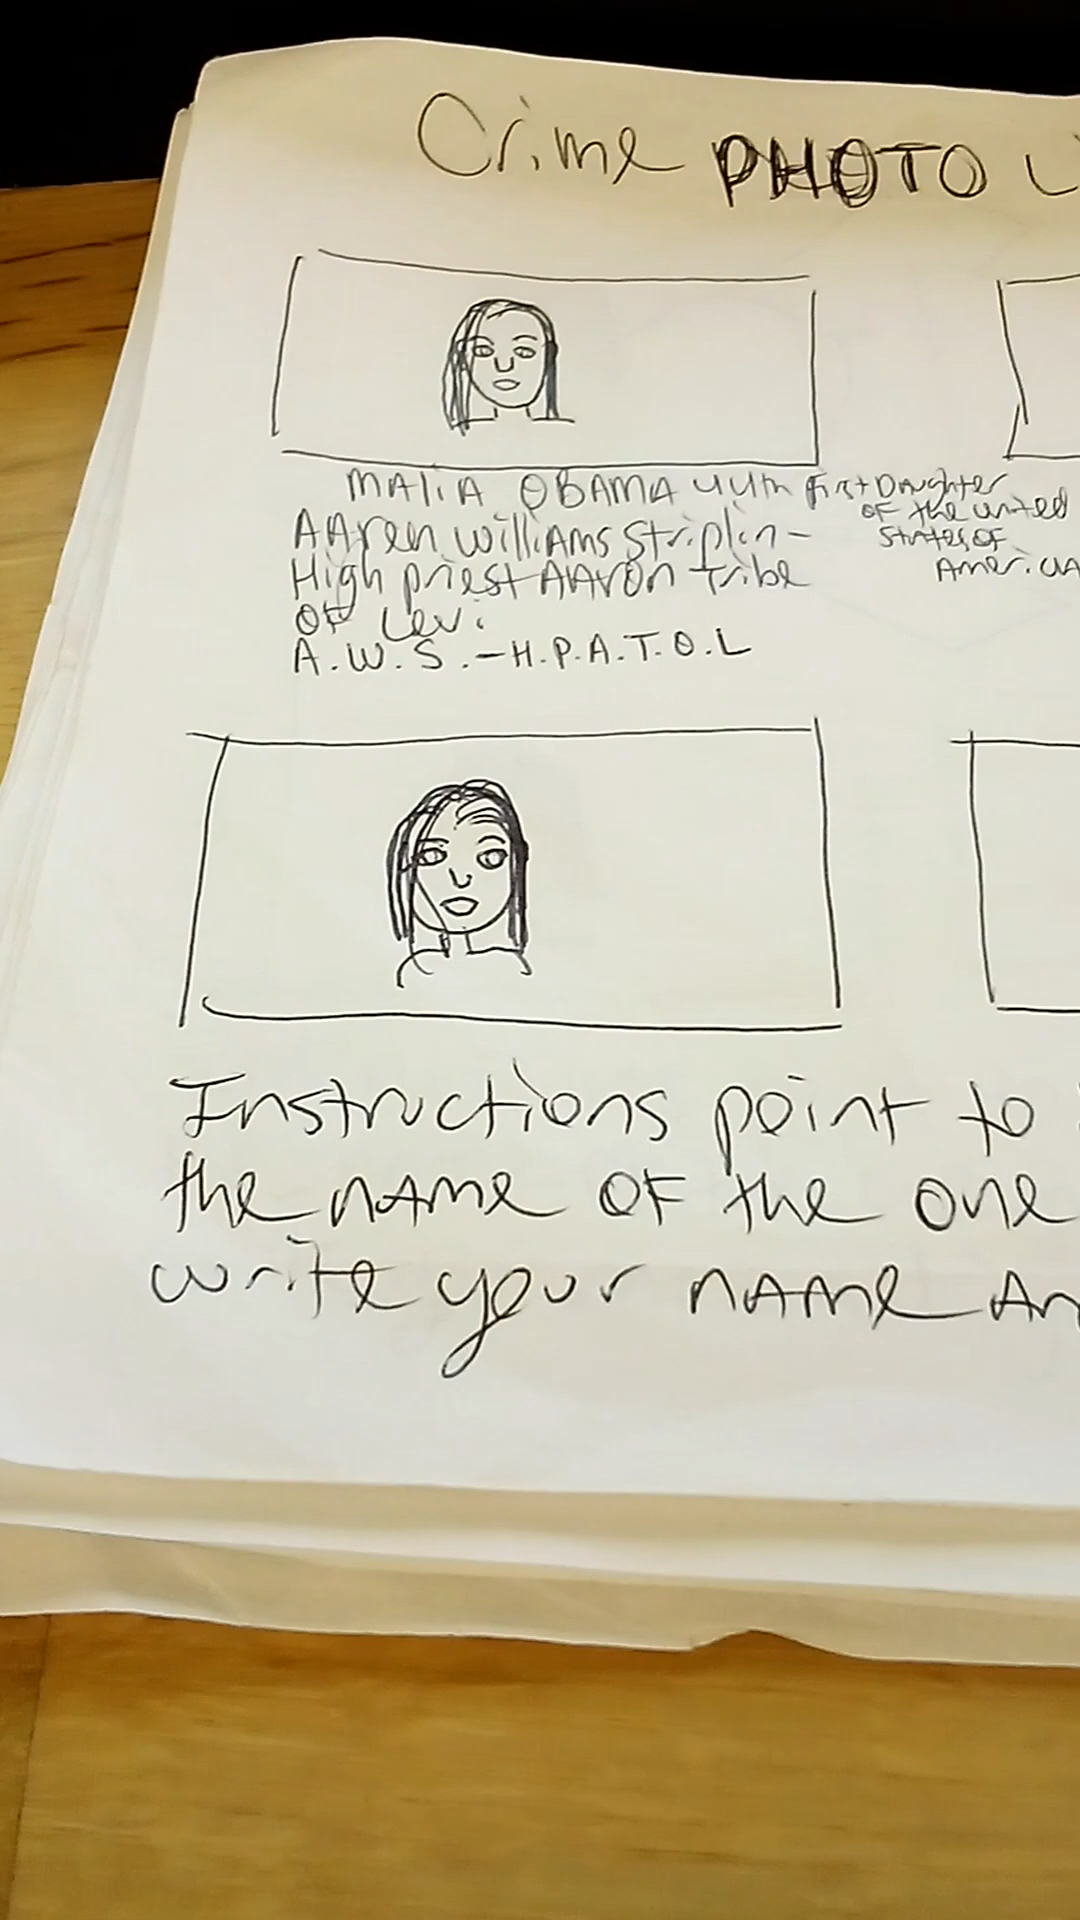 Crime PHOTO
MALIA OBAMA 44th First Daughter
OF the united
States OF
America
AAren Williams Striplin-
High priest AAron tribe
OF Levi
A.W.S.-H.P.A.T.O.L
Instructions point to
the name OF the one
write your name An